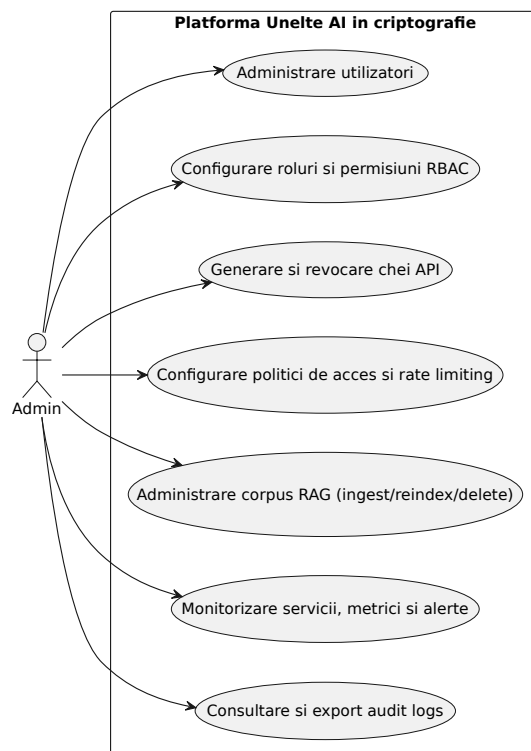 Platforma Unelte AI in criptografie
Administrare utilizatori
Configurare roluri si permisiuni RBAC
Generare si revocare chei API
Configurare politici de acces si rate limiting
Admin
Administrare corpus RAG (ingest/reindex/delete)
Monitorizare servicii, metrici si alerte
Consultare si export audit logs